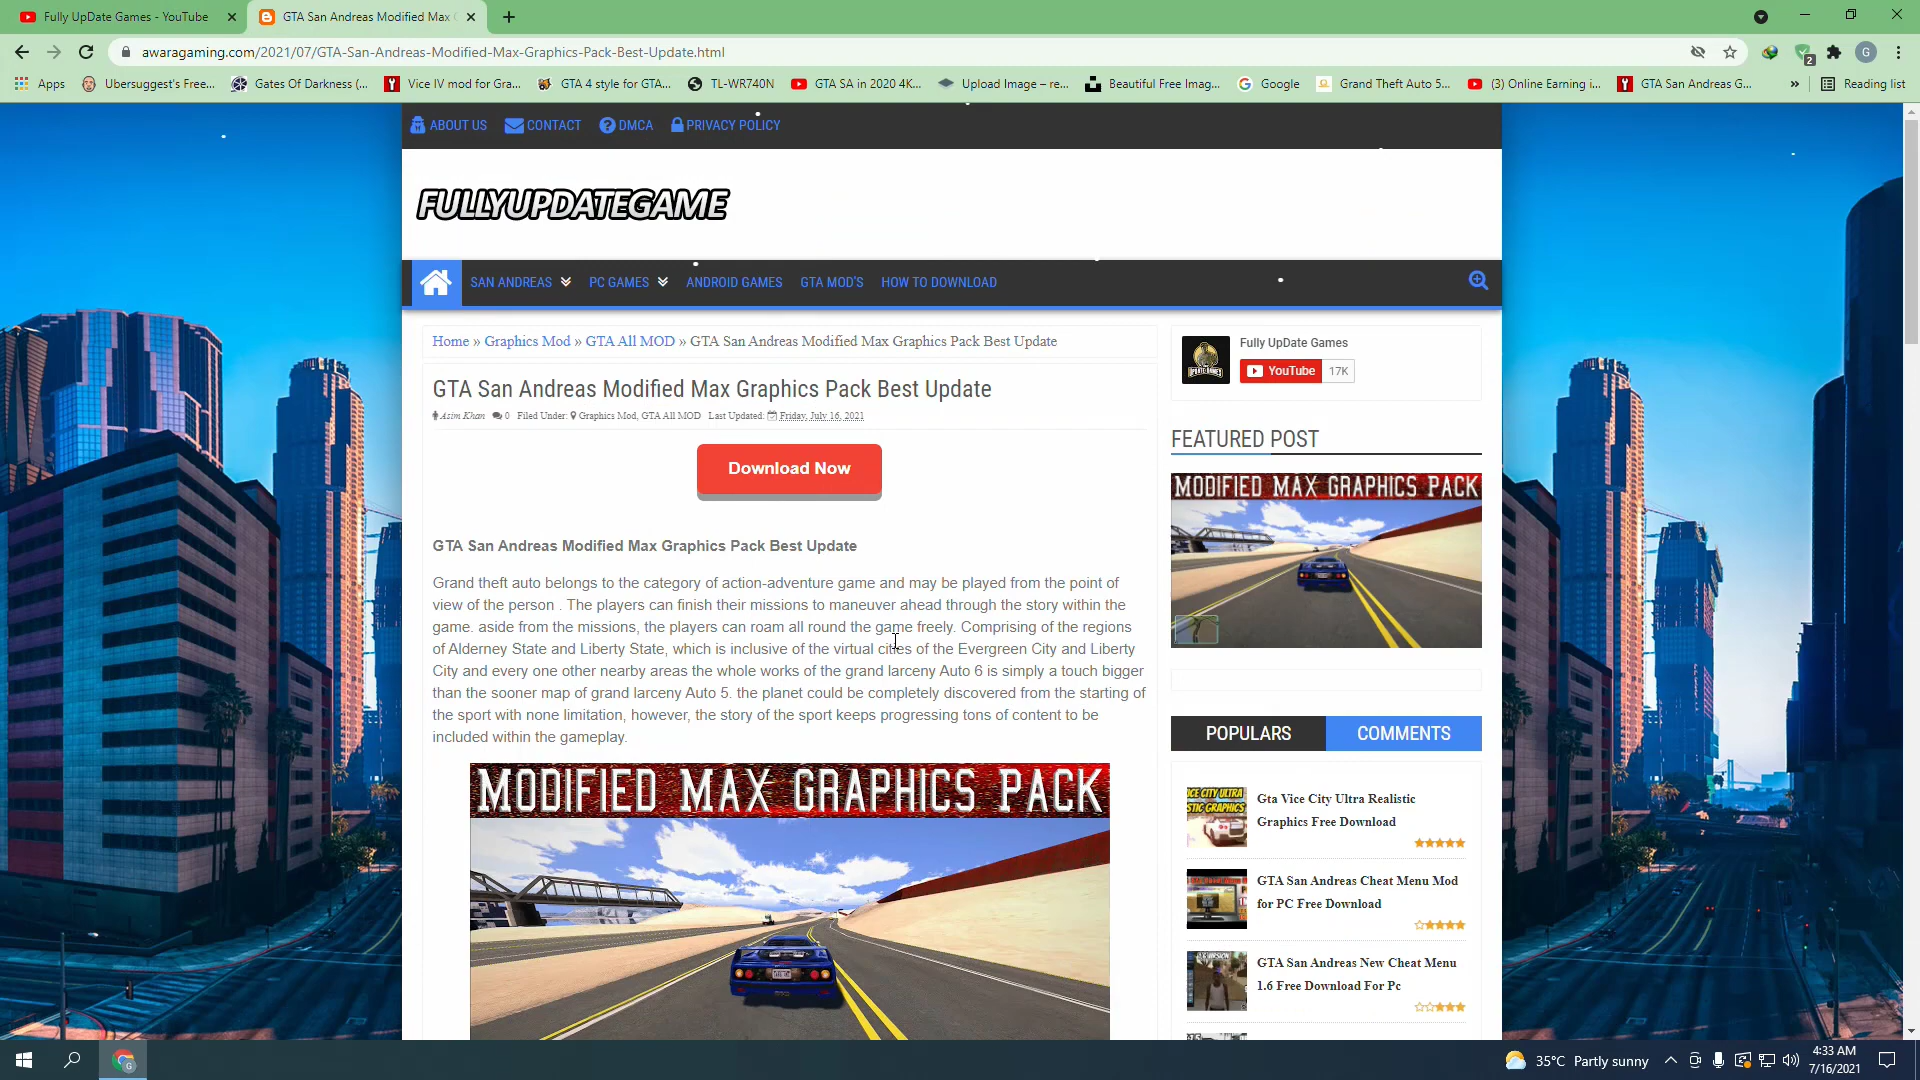 Fully UpDate Games - YouTube
GTA San Andreas Modified Max G
awaragaming.com/2021/07/GTA-San-Andreas-Modified-Max-Graphics-Pack-Best-Update.html
2
G
Apps
Ubersuggest's Free...
Gates Of Darkness (...
Vice IV mod for Gra...
GTA 4 style for GTA...
TL-WR740N
GTA SA in 2020 4K...
Upload Image – re...
Beautiful Free Imag...
Google
Grand Theft Auto 5...
(3) Online Earning i...
GTA San Andreas G...
»
Reading list
ABOUT US
CONTACT
DMCA
PRIVACY POLICY
FULLYUPDATEGAME
SAN ANDREAS
PC GAMES
ANDROID GAMES
GTA MOD'S
HOW TO DOWNLOAD
Home » Graphics Mod » GTA All MOD » GTA San Andreas Modified Max Graphics Pack Best Update
GTA San Andreas Modified Max Graphics Pack Best Update
Asim Khan 0 Filed Under: Graphics Mod, GTA All MOD Last Updated: Friday, July 16, 2021
Download Now
GTA San Andreas Modified Max Graphics Pack Best Update
Grand theft auto belongs to the category of action-adventure game and may be played from the point of
view of the person . The players can finish their missions to maneuver ahead through the story within the
game. aside from the missions, the players can roam all round the game freely. Comprising of the regions
of Alderney State and Liberty State, which is inclusive of the virtual cities of the Evergreen City and Liberty
City and every one other nearby areas the whole works of the grand larceny Auto 6 is simply a touch bigger
than the sooner map of grand larceny Auto 5. the planet could be completely discovered from the starting of
the sport with none limitation, however, the story of the sport keeps progressing tons of content to be
included within the gameplay.
MODIFIED MAX GRAPHICS PACK
Fully UpDate Games
YouTube 17K
FEATURED POST
MODIFIED MAX GRAPHICS PACK
POPULARS
COMMENTS
Gta Vice City Ultra Realistic
Graphics Free Download
GTA San Andreas Cheat Menu Mod
for PC Free Download
GTA San Andreas New Cheat Menu
1.6 Free Download For Pc
35°C Partly sunny
4:33 AM
7/16/2021